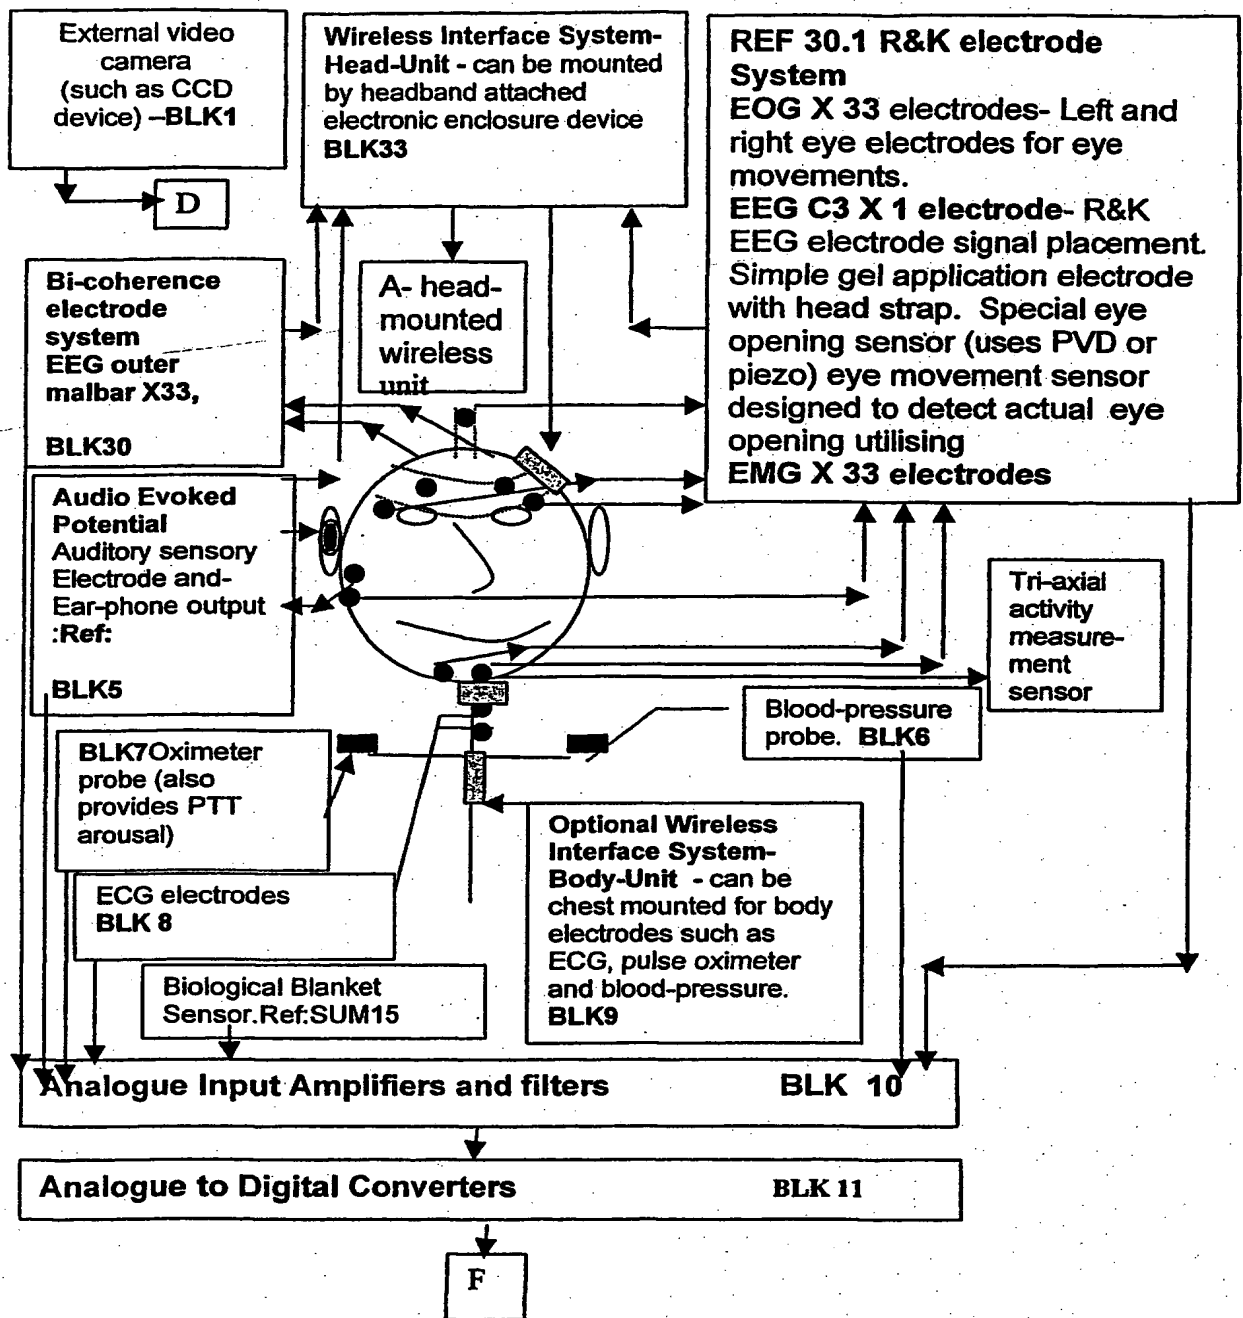 External video
camera
(such as CCD
device) –BLK1
D
Wireless Interface System-
Head-Unit - can be mounted
by headband attached
electronic enclosure device
BLK33
REF 30.1 R&K electrode
System
EOG X 33 electrodes- Left and
right eye electrodes for eye
movements.
EEG C3 X 1 electrode- R&K
EEG electrode signal placement.
Simple gel application electrode
with head strap. Special eye
opening sensor (uses PVD or
piezo) eye movement sensor
designed to detect actual eye
opening utilising
EMG X 33 electrodes
Bi-coherence
electrode
system
EEG outer
malbar X33,
BLK30
A- head-
mounted
wireless
unit
Audio Evoked
Potential
Auditory sensory
Electrode and-
Ear-phone output
:Ref:
BLK5
Tri-axial
activity
measure-
ment
sensor
Blood-pressure
probe. BLK6
BLK7Oximeter
probe (also
provides PTT
arousal)
ECG electrodes
BLK 8
Optional Wireless
Interface System-
Body-Unit - can be
chest mounted for body
electrodes such as
ECG, pulse oximeter
and blood-pressure.
BLK9
Biological Blanket
Sensor.Ref:SUM15
Analogue Input Amplifiers and filters BLK 10
Analogue to Digital Converters BLK 11
F